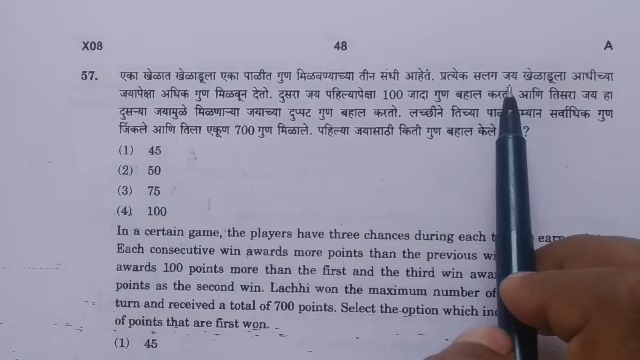 X08 48 A
57. एका खेळात खेळाडूला एका पाळीत गुण मिळवण्याच्या तीन संधी आहेत. प्रत्येक सलग जय खेळाडूला आधीच्या
जयापेक्षा अधिक गुण मिळवून देतो. दुसरा जय पहिल्यापेक्षा 100 जादा गुण बहाल करतो आणि तिसरा जय हा
दुसऱ्या जयामुळे मिळणाऱ्या जयाच्या दुप्पट गुण बहाल करतो. लच्छीने तिच्या सर्वाधिक गुण
जिंकले आणि तिला एकूण 700 गुण मिळाले. पहिल्या जयासाठी किती गुण बहाल केले ?
(1) 45
(2) 50
(3) 75
(4) 100
In a certain game, the players have three chances during each
Each consecutive win awards more points than the previous
awards 100 points more than the first and the third win
points as the second win. Lachhi won the maximum number of
turn and received a total of 700 points. Select the option which
of points that are first won.
(1) 45